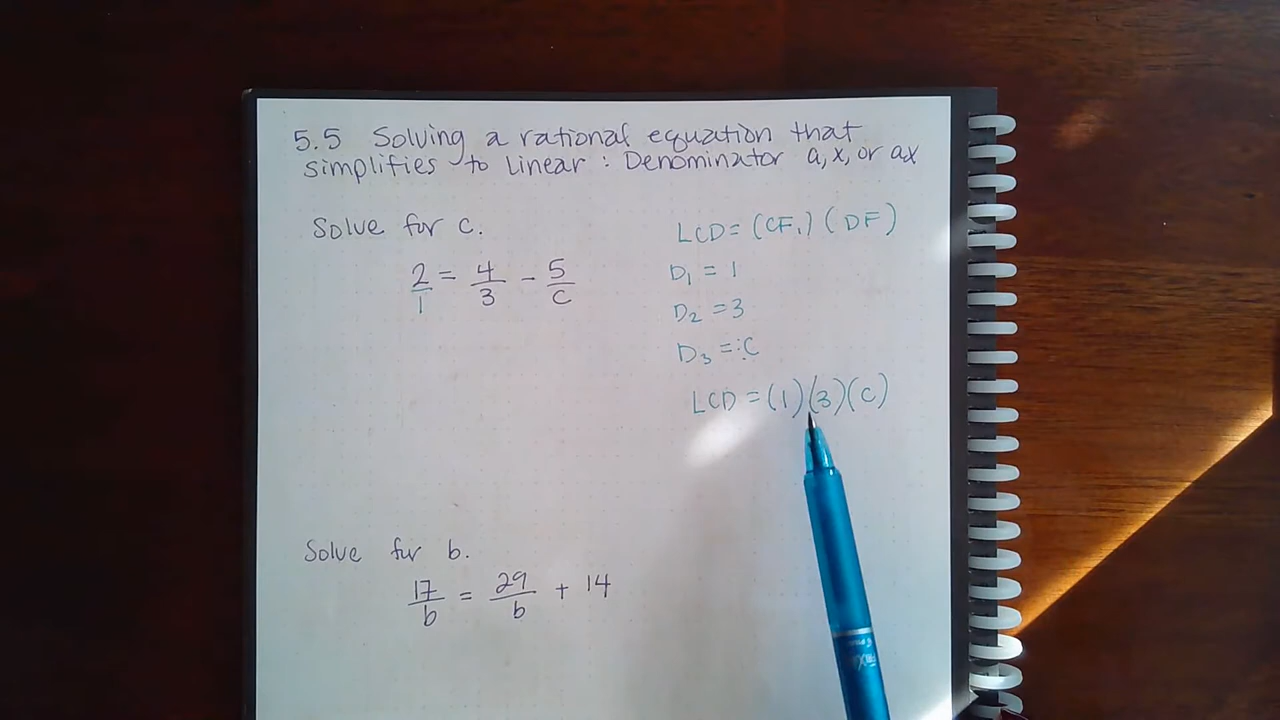 5.5 Solving a rational equation that
simplifies to linear : Denominator a, x, or ax
Solve for c.
2/1 = 4/3 - 5/c
LCD = (CF₁)(DF)
D₁ = 1
D₂ = 3
D₃ = C
LCD = (1)(3)(C)
Solve for b.
17/b = 29/b + 14